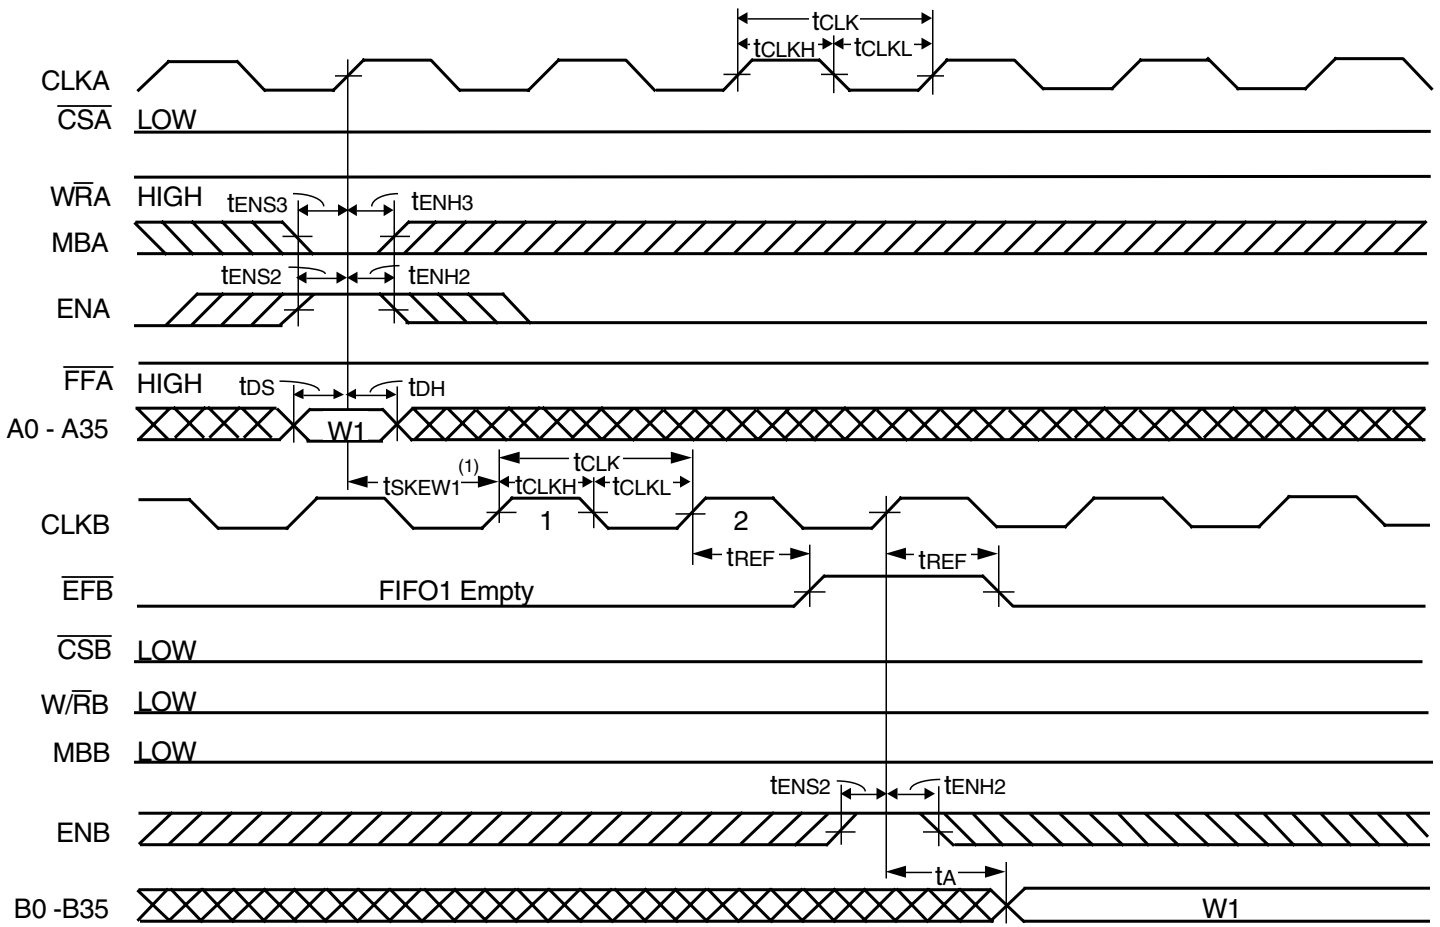 tCLK
tCLKH tCLKL
CLKA
CSA LOW
WRA HIGH
tENS3 tENH3
MBA
tENS2 tENH2
ENA
FFA HIGH
tDS tDH
A0 - A35 W1
tSKEW1 (1) tCLK
tCLKH tCLKL
CLKB 1 2
tREF tREF
EFB FIFO1 Empty
CSB LOW
W/RB LOW
MBB LOW
tENS2 tENH2
ENB
tA
B0 -B35 W1